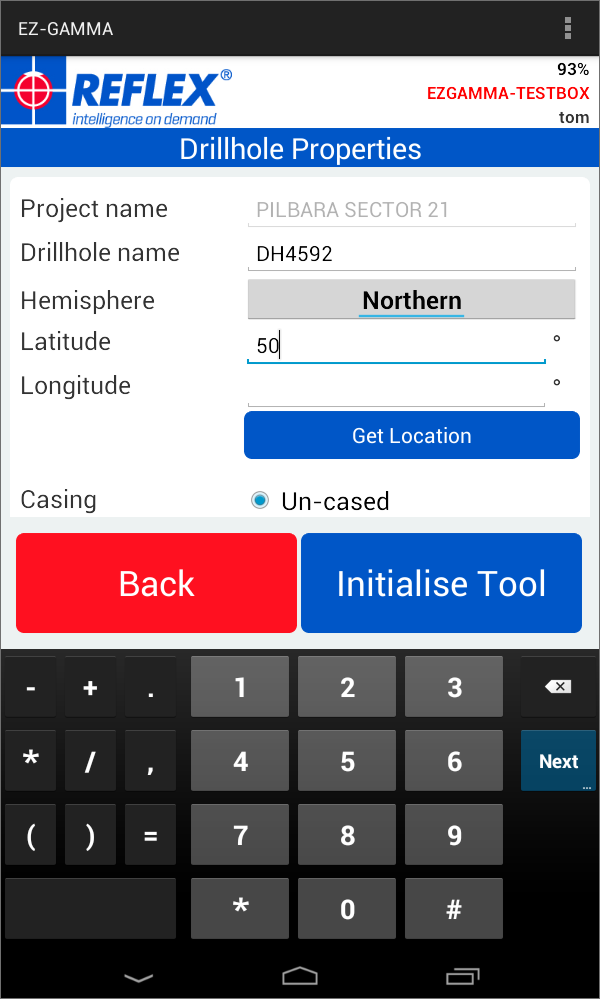 EZ-GAMMA
REFLEX®
intelligence on demand
93%
EZGAMMA-TESTBOX
tom
Drillhole Properties
Project name PILBARA SECTOR 21
Drillhole name DH4592
Hemisphere Northern
Latitude 50 °
Longitude °
Get Location
Casing Un-cased
Back Initialise Tool
- + . 1 2 3
* / , 4 5 6 Next ...
( ) = 7 8 9
* 0 #